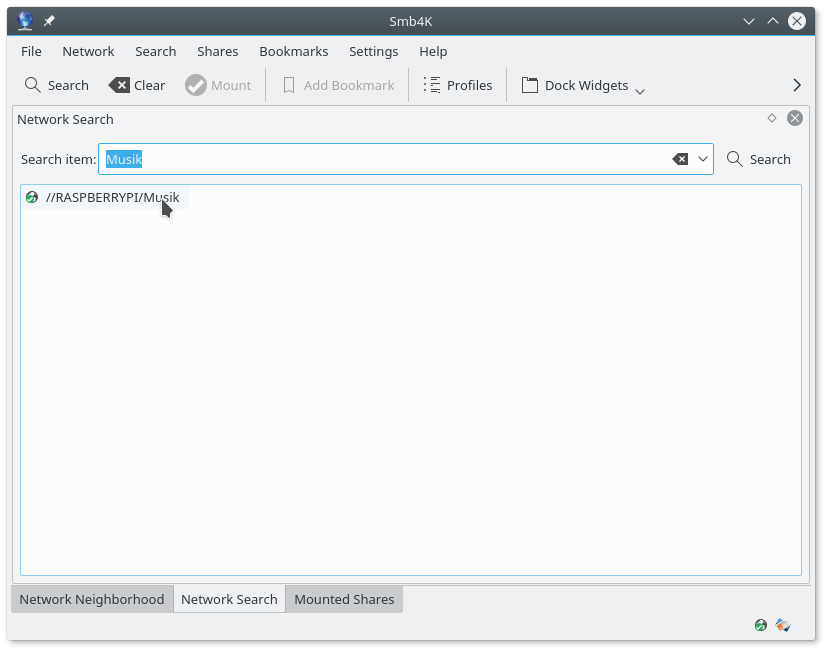 Smb4K
File Network Search Shares Bookmarks Settings Help
Search Clear Mount Add Bookmark Profiles Dock Widgets
Network Search
Search item: Musik Search
//RASPBERRYPI/Musik
Network Neighborhood Network Search Mounted Shares